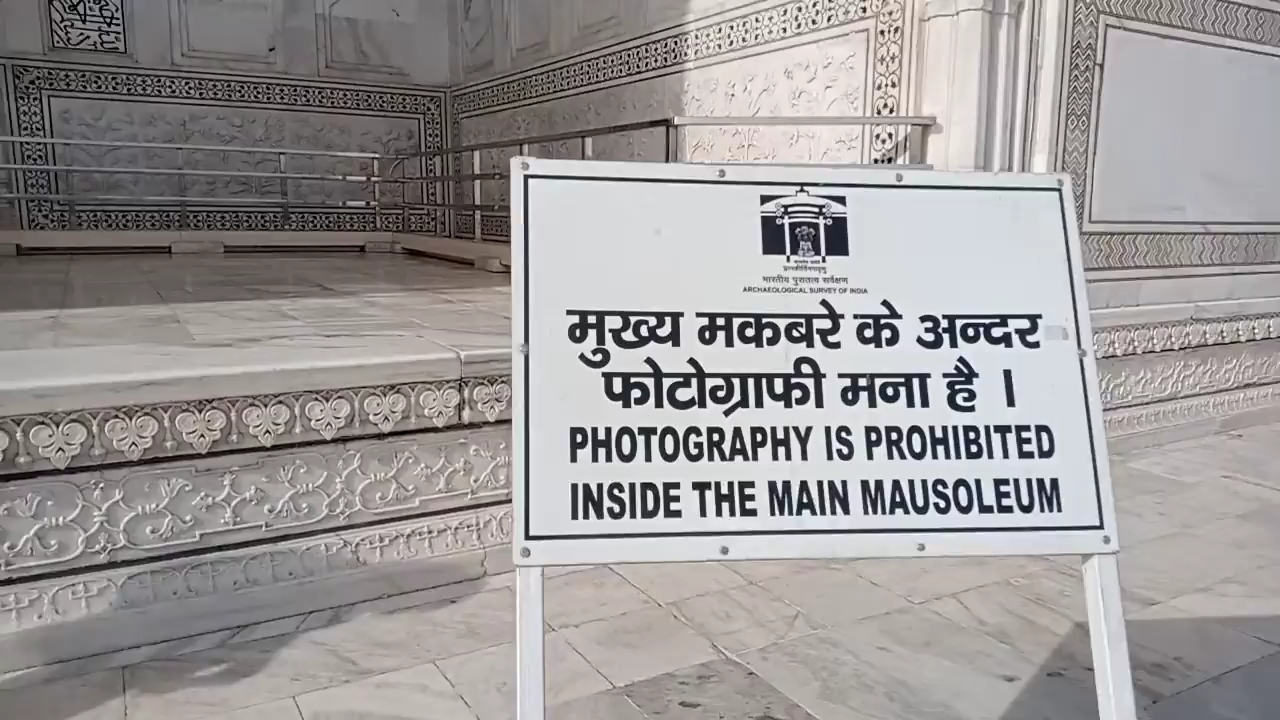 भारतीय पुरातत्व सर्वेक्षण
ARCHAEOLOGICAL SURVEY OF INDIA
मुख्य मकबरे के अन्दर
फोटोग्राफी मना है ।
PHOTOGRAPHY IS PROHIBITED
INSIDE THE MAIN MAUSOLEUM